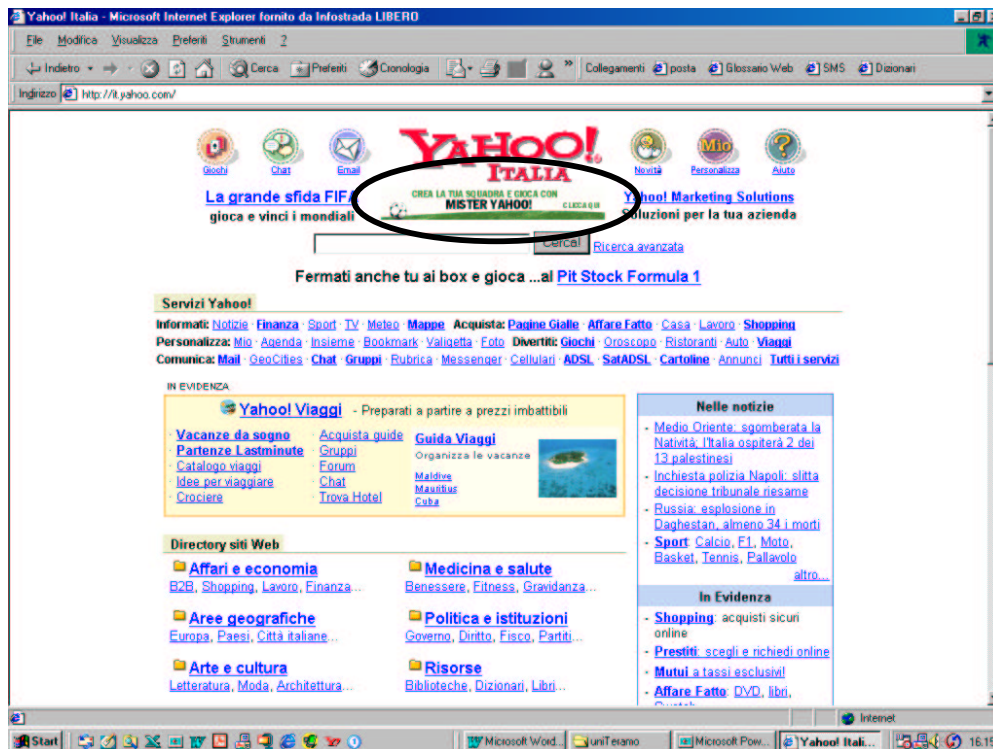 Yahoo! Italia - Microsoft Internet Explorer fornito da Infostrada LIBERO
File Modifica Visualizza Preferiti Strumenti ?
Indietro Cerca Preferiti Cronologia » Collegamenti posta Glossario Web SMS Dizionari
Indirizzo http://it.yahoo.com/
Giochi Chat Email YAHOO! ITALIA Novità Mio Personalizza Aiuto
La grande sfida FIFA
gioca e vinci i mondiali
CREA LA TUA SQUADRA E GIOCA CON
MISTER YAHOO! CLICCA QUI
Yahoo! Marketing Solutions
Soluzioni per la tua azienda
Cerca! Ricerca avanzata
Fermati anche tu ai box e gioca ...al Pit Stock Formula 1
Servizi Yahoo!
Informati: Notizie · Finanza · Sport · TV · Meteo · Mappe Acquista: Pagine Gialle · Affare Fatto · Casa · Lavoro · Shopping
Personalizza: Mio · Agenda · Insieme · Bookmark · Valigetta · Foto Divertiti: Giochi · Oroscopo · Ristoranti · Auto · Viaggi
Comunica: Mail · GeoCities · Chat · Gruppi · Rubrica · Messenger · Cellulari · ADSL · SatADSL · Cartoline · Annunci Tutti i servizi
IN EVIDENZA
Yahoo! Viaggi - Preparati a partire a prezzi imbattibili
· Vacanze da sogno
· Partenze Lastminute
· Catalogo viaggi
· Idee per viaggiare
· Crociere
· Acquista guide
· Gruppi
· Forum
· Chat
· Trova Hotel
Guida Viaggi
Organizza le vacanze
Maldive
Mauritius
Cuba
Nelle notizie
- Medio Oriente: sgomberata la
Natività; l'Italia ospiterà 2 dei
13 palestinesi
- Inchiesta polizia Napoli: slitta
decisione tribunale riesame
- Russia: esplosione in
Daghestan, almeno 34 i morti
- Sport: Calcio, F1, Moto,
Basket, Tennis, Pallavolo
altro...
In Evidenza
- Shopping: acquisti sicuri
online
- Prestiti: scegli e richiedi online
- Mutui a tassi esclusivi!
- Affare Fatto: DVD, libri,
Directory siti Web
Affari e economia
B2B, Shopping, Lavoro, Finanza...
Medicina e salute
Benessere, Fitness, Gravidanza...
Aree geografiche
Europa, Paesi, Città italiane...
Politica e istituzioni
Governo, Diritto, Fisco, Partiti...
Arte e cultura
Letteratura, Moda, Architettura...
Risorse
Biblioteche, Dizionari, Libri...
Internet
Start Microsoft Word... uniTeramo Microsoft Pow... Yahoo! Itali... 16:15